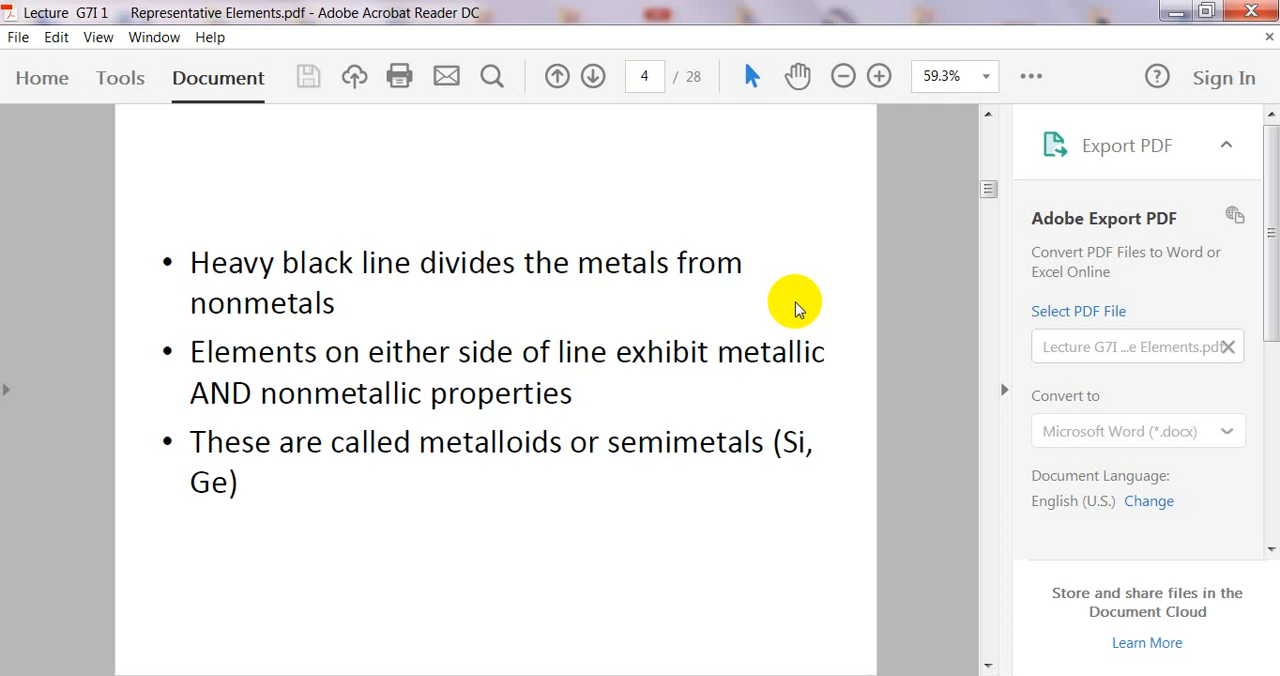 Lecture G7I 1 Representative Elements.pdf - Adobe Acrobat Reader DC
File Edit View Window Help
Home Tools Document 4 / 28 59.3% Sign In
Export PDF
Adobe Export PDF
Convert PDF Files to Word or
Excel Online
Select PDF File
Lecture G7I ...e Elements.pdf
Convert to
Microsoft Word (*.docx)
Document Language:
English (U.S.) Change
Store and share files in the
Document Cloud
Learn More
• Heavy black line divides the metals from
nonmetals
• Elements on either side of line exhibit metallic
AND nonmetallic properties
• These are called metalloids or semimetals (Si,
Ge)